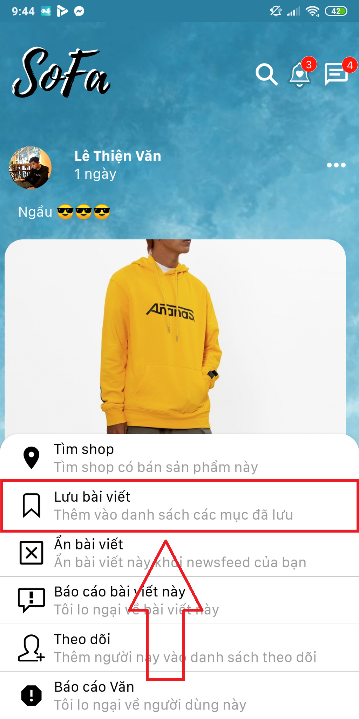 9:44
42
SoFa
3
4
Lê Thiện Văn
1 ngày
Ngầu 😎😎😎
Ananas
Tìm shop
Tìm shop có bán sản phẩm này
Lưu bài viết
Thêm vào danh sách các mục đã lưu
Ẩn bài viết
Ẩn bài viết này khỏi newsfeed của bạn
Báo cáo bài viết này
Tôi lo ngại về bài viết này
Theo dõi
Thêm người này vào danh sách theo dõi
Báo cáo Văn
Tôi lo ngại về người dùng này